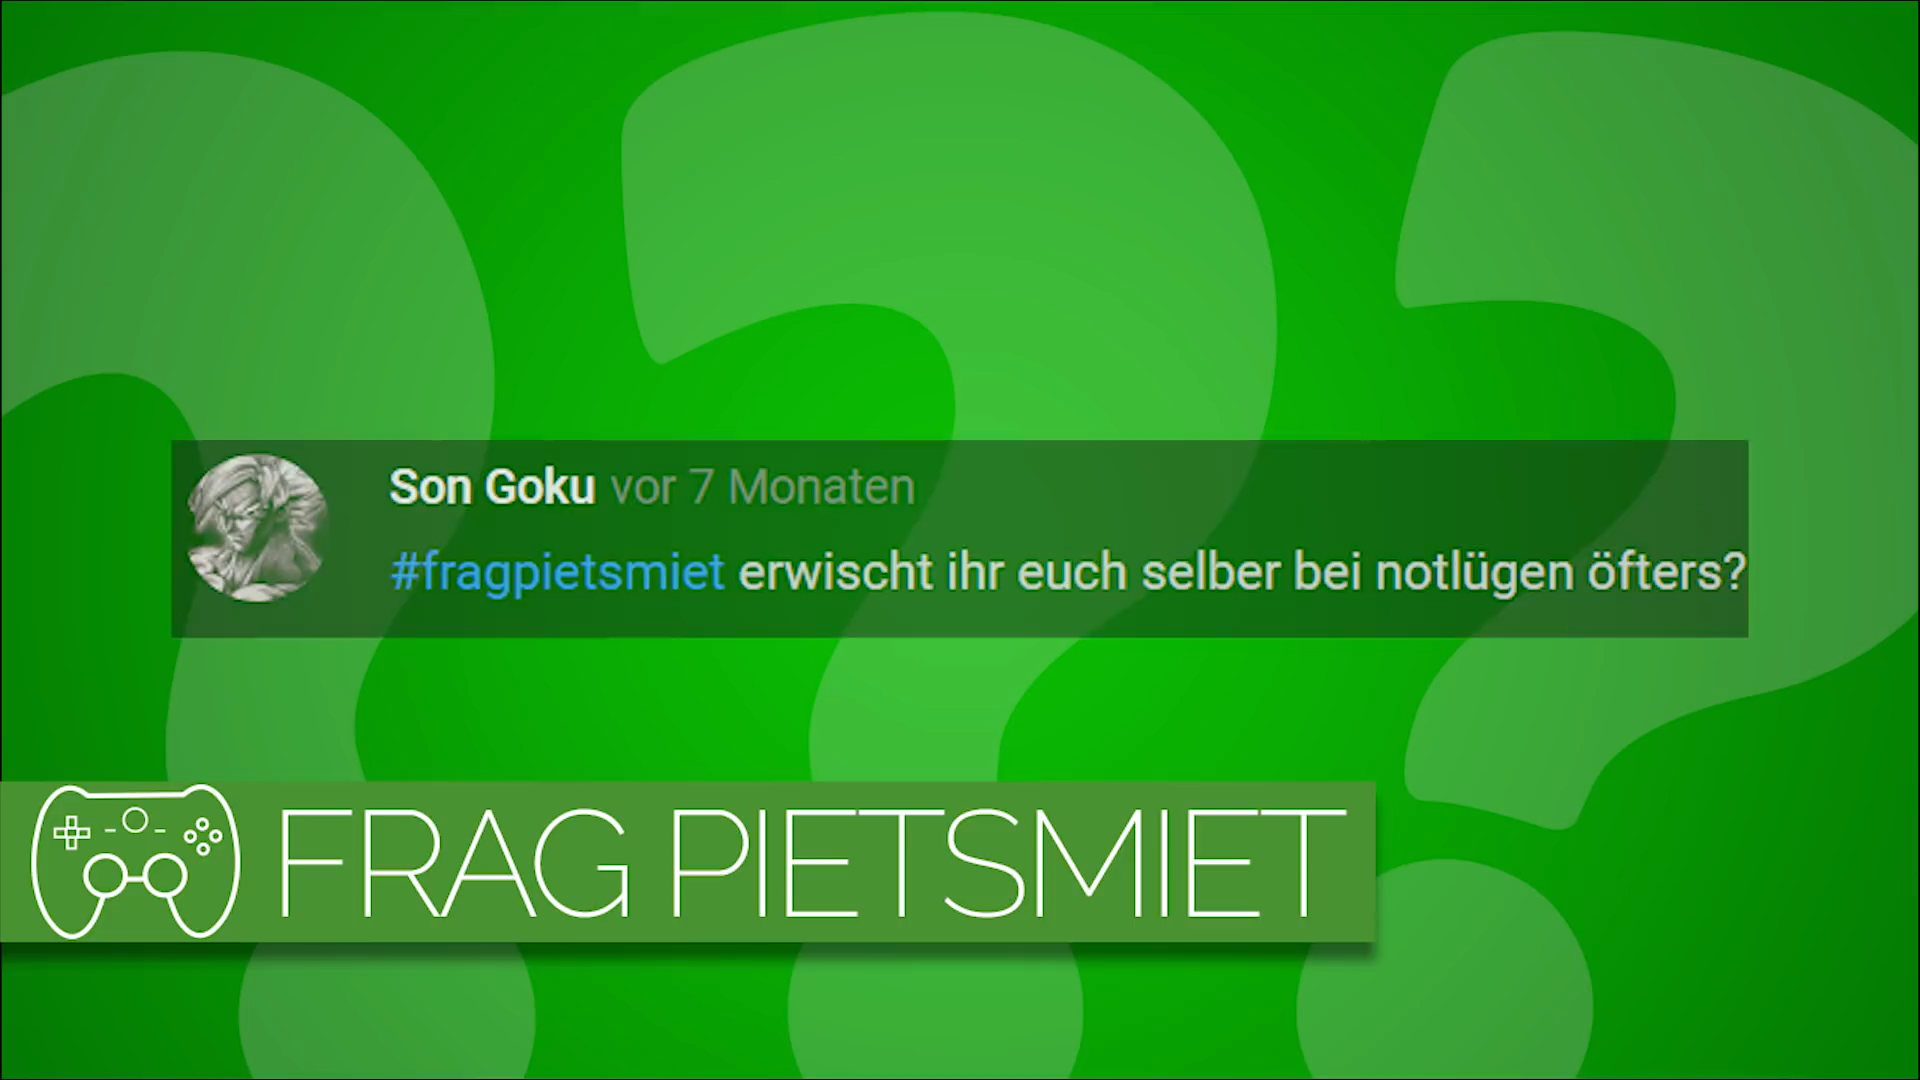 Son Goku vor 7 Monaten
#fragpietsmiet erwischt ihr euch selber bei notlügen öfters?
FRAG PIETSMIET